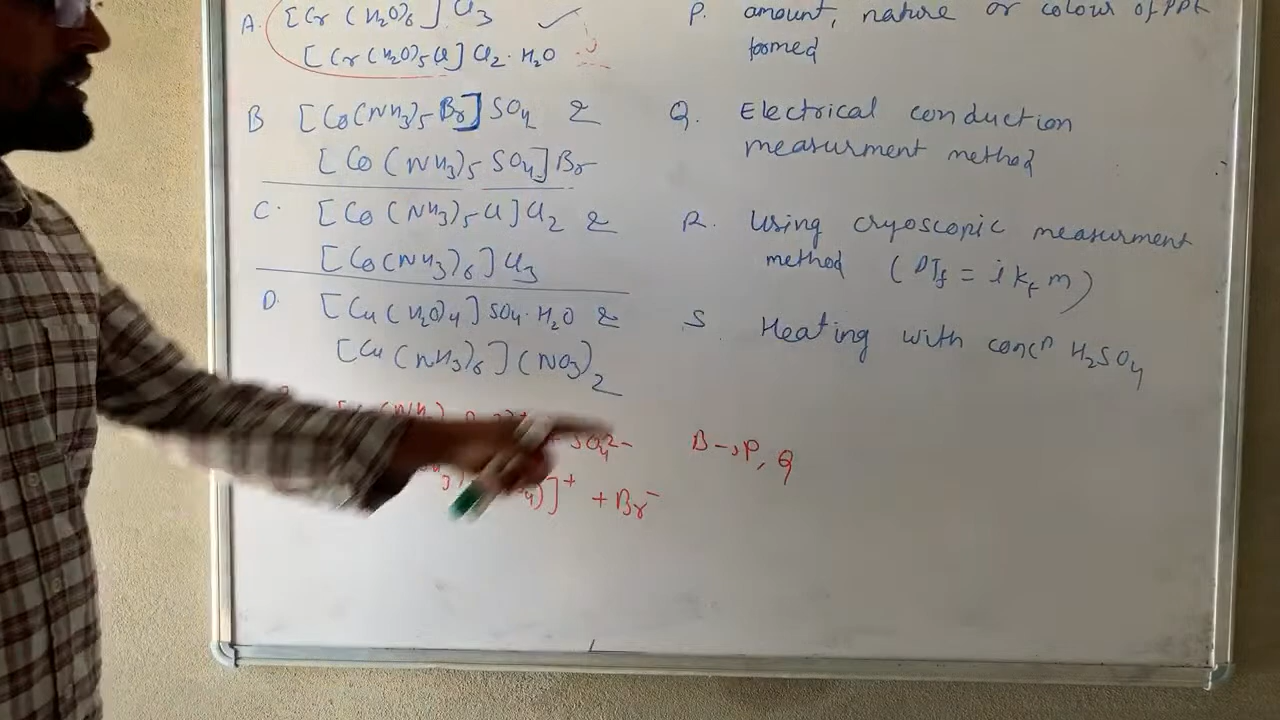 A. [Cr (H2O)6] Cl3
[Cr (H2O)5 Cl] Cl2 . H2O
B [Co(NH3)5 Br] SO4 &
[Co (NH3)5 SO4] Br
C. [Co (NH3)5 Cl] Cl2 &
[Co(NH3)6] Cl3
D. [Cu (H2O)4] SO4 . H2O &
[Cu (NH3)6] (NO3)2
SO4 2-
]+ + Br-
B → P, Q
P. amount, nature or colour of ppt
formed
Q. Electrical conduction
measurment method
R. Using cryoscopic measurment
method (DTf = i kf m)
S Heating with concn H2SO4